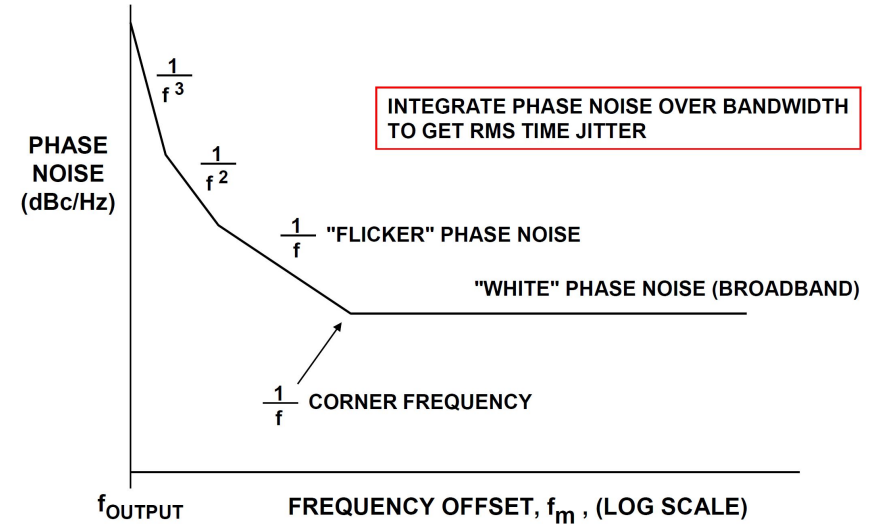 1
f 3
INTEGRATE PHASE NOISE OVER BANDWIDTH
TO GET RMS TIME JITTER
PHASE
NOISE
(dBc/Hz)
1
f 2
1
f
"FLICKER" PHASE NOISE
"WHITE" PHASE NOISE (BROADBAND)
1
f
CORNER FREQUENCY
fOUTPUT
FREQUENCY OFFSET, fm , (LOG SCALE)